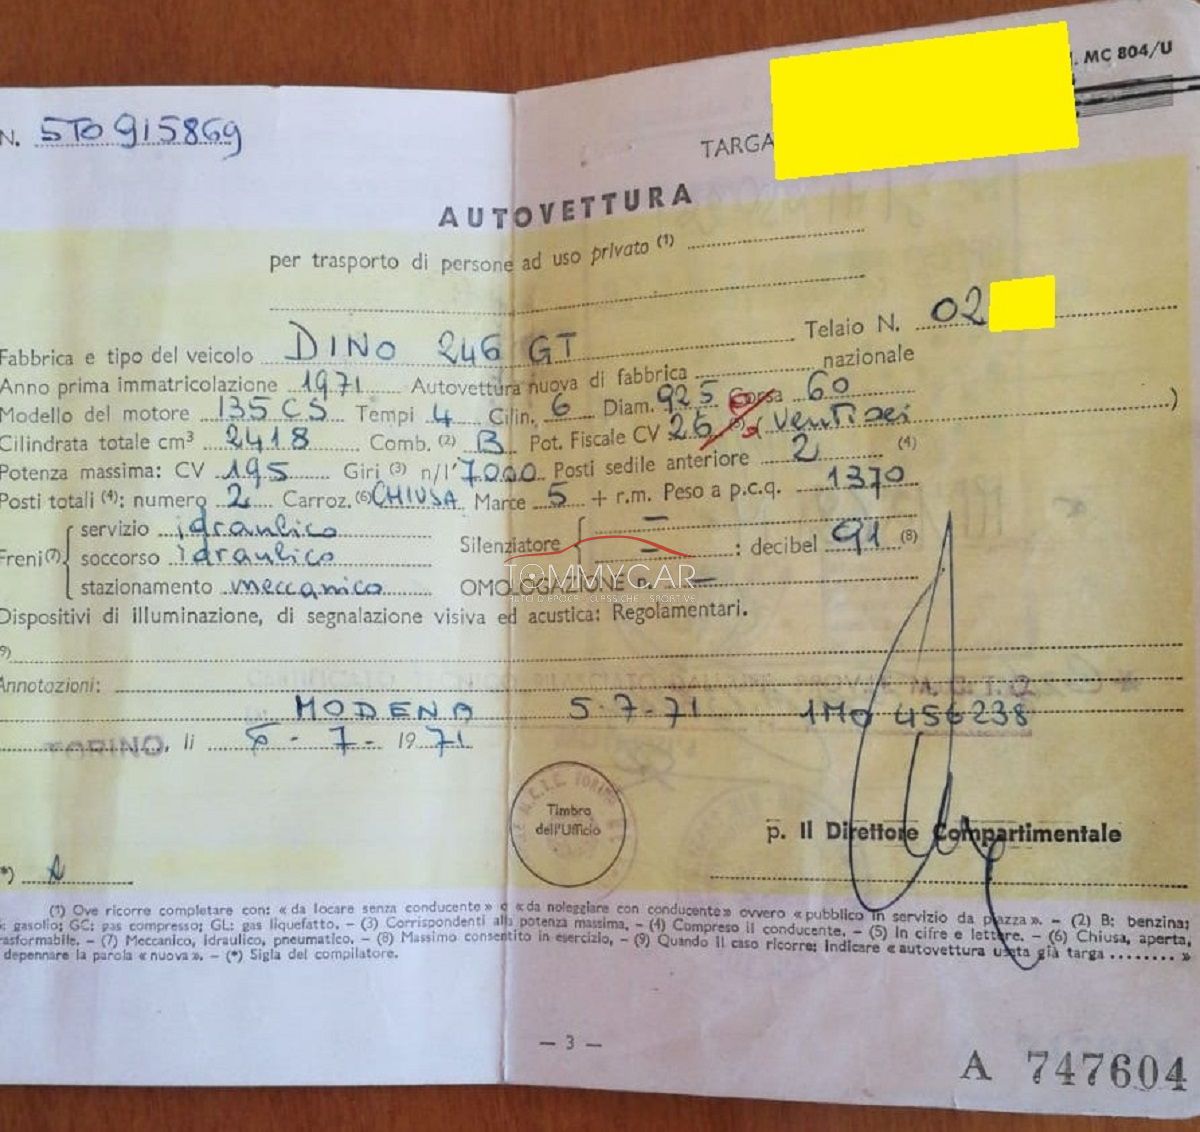 . MC 804/U
N. 5TO 915869
TARGA
AUTOVETTURA
per trasporto di persone ad uso privato (1)
Fabbrica e tipo del veicolo DINO 246 GT Telaio N. 02
Anno prima immatricolazione 1971 Autovettura nuova di fabbrica nazionale
Modello del motore 135 CS Tempi 4 Cilin. 6 Diam. 925 Corsa 60
Cilindrata totale cm³ 2418 Comb. (2) B Pot. Fiscale CV 26 (5) (ventisei)
Potenza massima: CV 195 Giri (3) n/1' 7000 Posti sedile anteriore 2 (4)
Posti totali (4): numero 2 Carroz. (6) CHIUSA Marce 5 + r.m. Peso a p.c.q. 1370
Freni (7) { servizio idraulico
soccorso idraulico
stazionamento meccanico
Silenziatore { —
— : decibel 91 (8)
OMOLOGAZIONE n. —
TOMMYCAR
AUTO D'EPOCA - CLASSICHE - SPORTIVE
Dispositivi di illuminazione, di segnalazione visiva ed acustica: Regolamentari.
9)
Annotazioni:
MODENA 5-7-71 1MO 456238
TORINO, li 6-7-1971
Timbro
dell'Ufficio
p. Il Direttore Compartimentale
*)
(1) Ove ricorre completare con: « da locare senza conducente » o « da noleggiare con conducente » ovvero « pubblico in servizio da piazza ». – (2) B: benzina;
: gasolio; GC: gas compresso; GL: gas liquefatto. – (3) Corrispondenti alla potenza massima. – (4) Compreso il conducente. – (5) In cifre e lettere. – (6) Chiusa, aperta,
rasformabile. – (7) Meccanico, idraulico, pneumatico. – (8) Massimo consentito in esercizio. – (9) Quando il caso ricorre: Indicare « autovettura usata già targa ........ »
depennare la parola « nuova ». – (*) Sigla del compilatore.
— 3 —
A 747604